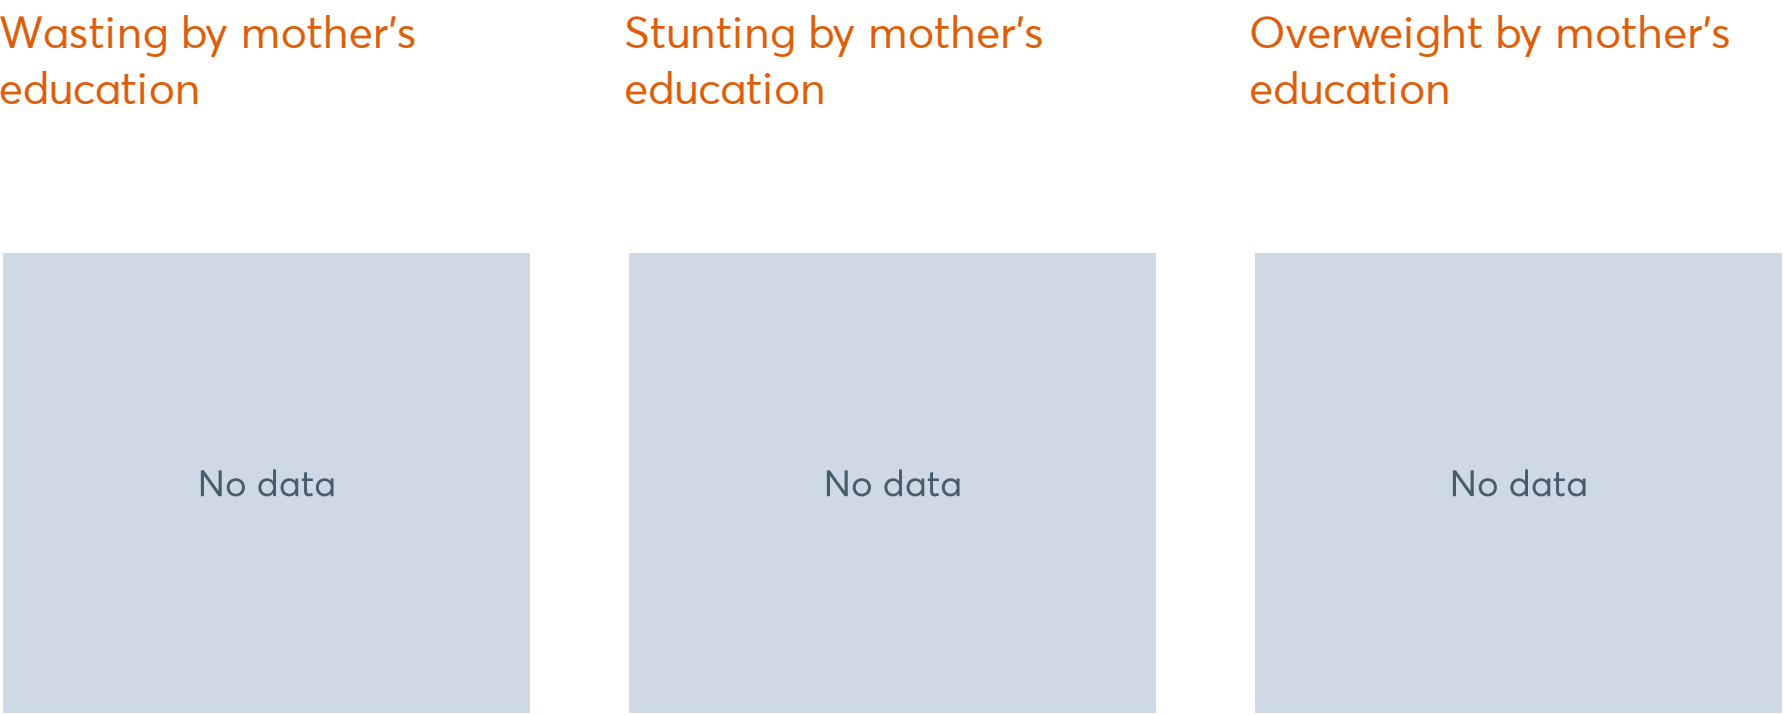 Wasting by mother's
education
Stunting by mother's
education
Overweight by mother's
education
No data
No data
No data